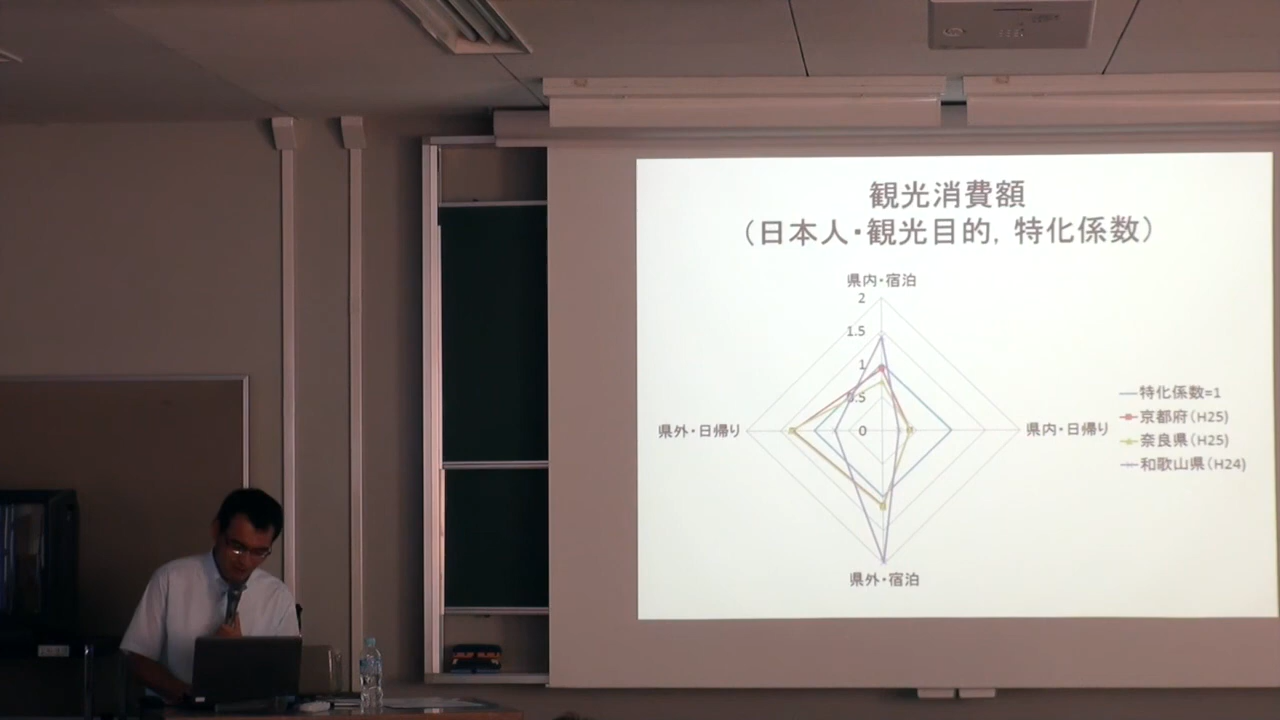 観光消費額
（日本人・観光目的，特化係数）
県内・宿泊
2
1.5
1
0.5
0
県外・日帰り
県内・日帰り
県外・宿泊
特化係数=1
京都府（H25）
奈良県（H25）
和歌山県（H24）